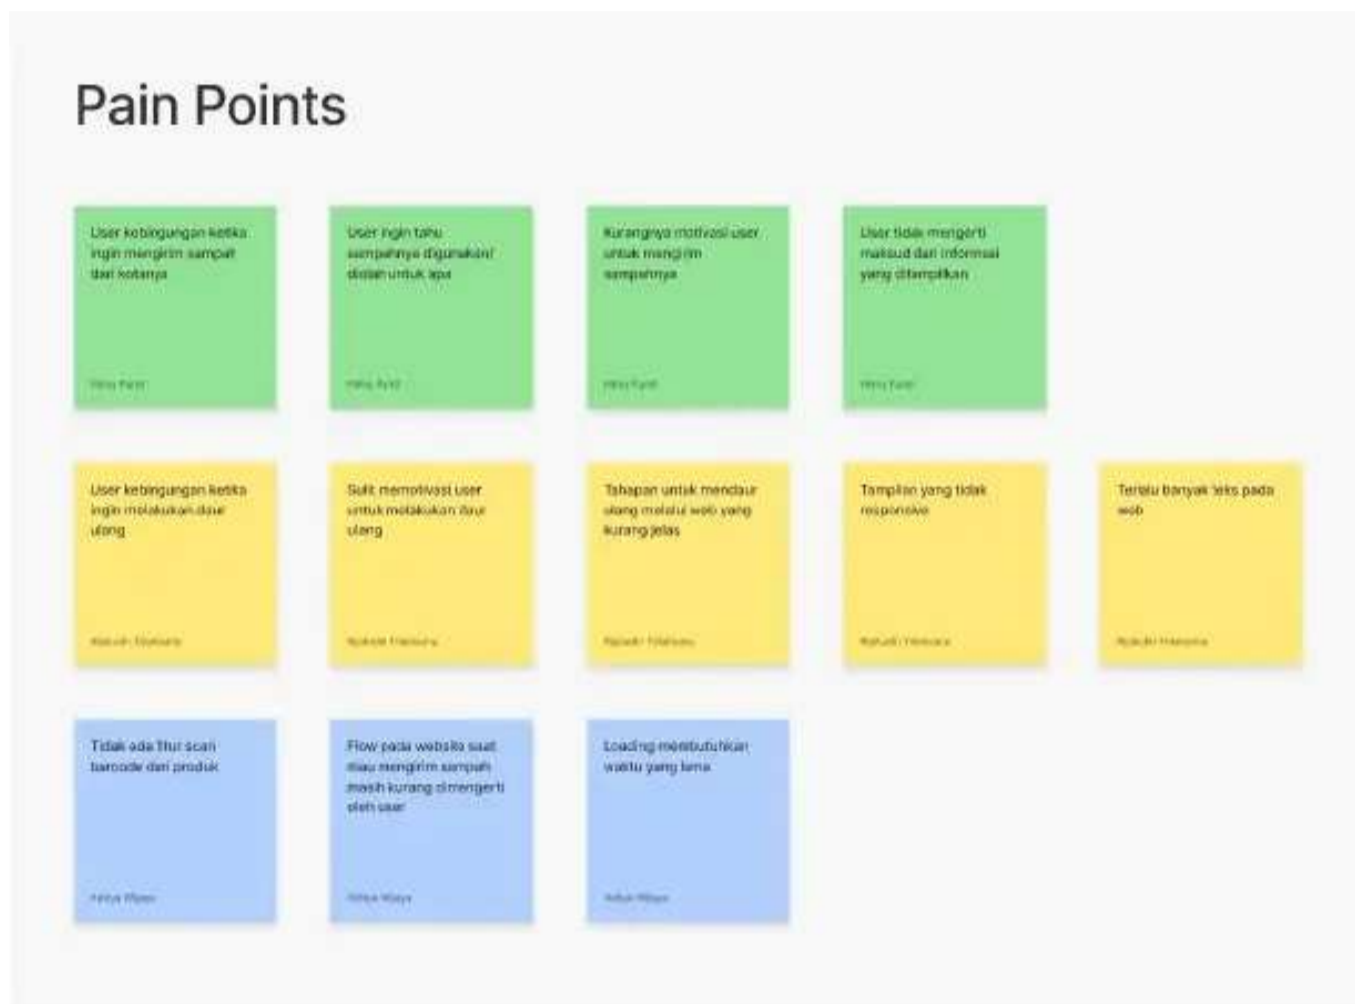 Pain Points
User kebingungan ketika
ingin mengirim sampah
dari kotanya
User ingin tahu
sampahnya digunakan/
diolah untuk apa
Kurangnya motivasi user
untuk mengirim
sampahnya
User tidak mengerti
maksud dari informasi
yang ditampilkan
User kebingungan ketika
ingin melakukan daur
ulang
Sulit memotivasi user
untuk melakukan daur
ulang
Tahapan untuk mendaur
ulang melalui web yang
kurang jelas
Tampilan yang tidak
responsive
Terlalu banyak teks pada
web
Tidak ada fitur scan
barcode dari produk
Flow pada website saat
mau mengirim sampah
masih kurang dimengerti
oleh user
Loading membutuhkan
waktu yang lama